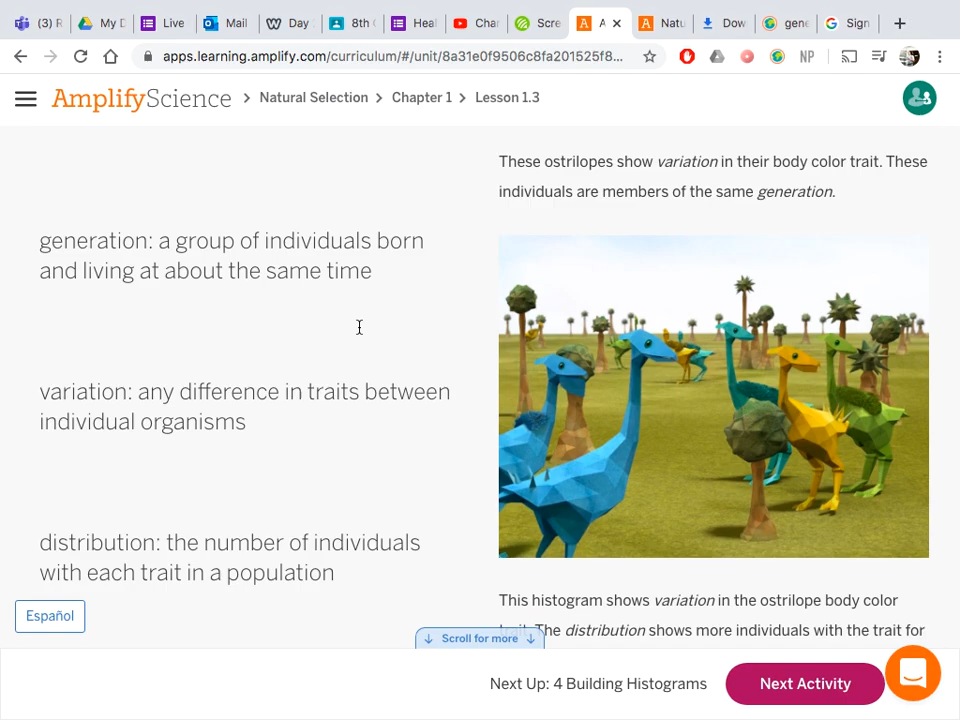 (3) R
My D
Live
Mail
Day
8th
Heal
Char
Scre
A
Natu
Dow
gene
Sign
apps.learning.amplify.com/curriculum/#/unit/8a31e0f9506c8fa201525f8...
NP
AmplifyScience > Natural Selection > Chapter 1 > Lesson 1.3
generation: a group of individuals born
and living at about the same time
variation: any difference in traits between
individual organisms
distribution: the number of individuals
with each trait in a population
Español
These ostrilopes show variation in their body color trait. These
individuals are members of the same generation.
This histogram shows variation in the ostrilope body color
The distribution shows more individuals with the trait for
Scroll for more
Next Up: 4 Building Histograms
Next Activity